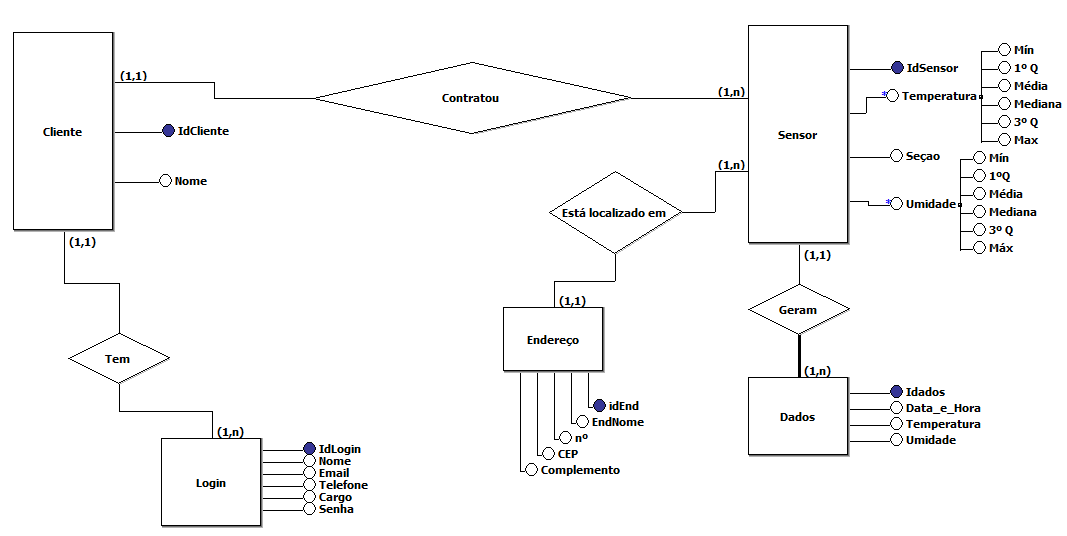 Cliente
(1,1)
IdCliente
Nome
(1,1)
Contratou
(1,n)
(1,n)
Sensor
IdSensor
* Temperatura
Mín
1º Q
Média
Mediana
3º Q
Max
Seçao
* Umidade
Mín
1ºQ
Média
Mediana
3º Q
Máx
Está localizado em
(1,1)
Endereço
idEnd
EndNome
nº
CEP
Complemento
(1,1)
Geram
(1,n)
Dados
Idados
Data_e_Hora
Temperatura
Umidade
Tem
(1,n)
Login
IdLogin
Nome
Email
Telefone
Cargo
Senha